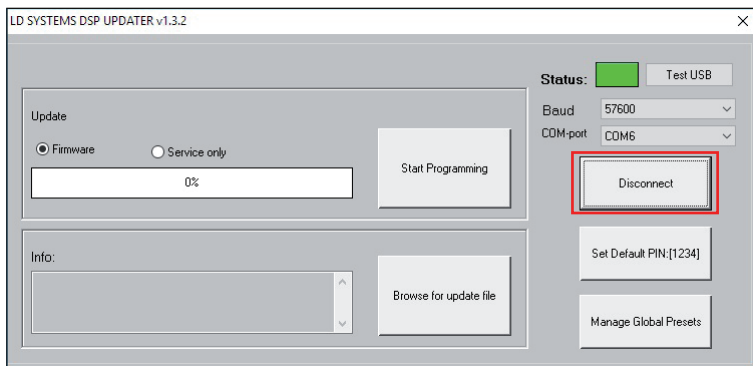 LD SYSTEMS DSP UPDATER v1.3.2
Status:
Test USB
Baud
57600
COM-port
COM6
Disconnect
Set Default PIN:[1234]
Manage Global Presets
Update
Firmware
Service only
0%
Start Programming
Info:
Browse for update file